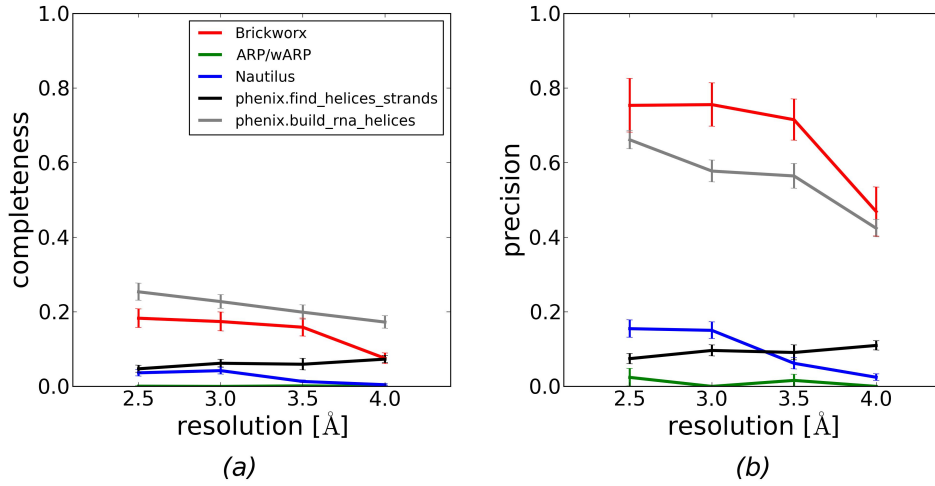 1.0
0.8
0.6
0.4
0.2
0.0
completeness
2.5 3.0 3.5 4.0
resolution [Å]
(a)
Brickworx
ARP/wARP
Nautilus
phenix.find_helices_strands
phenix.build_rna_helices
1.0
0.8
0.6
0.4
0.2
0.0
precision
2.5 3.0 3.5 4.0
resolution [Å]
(b)